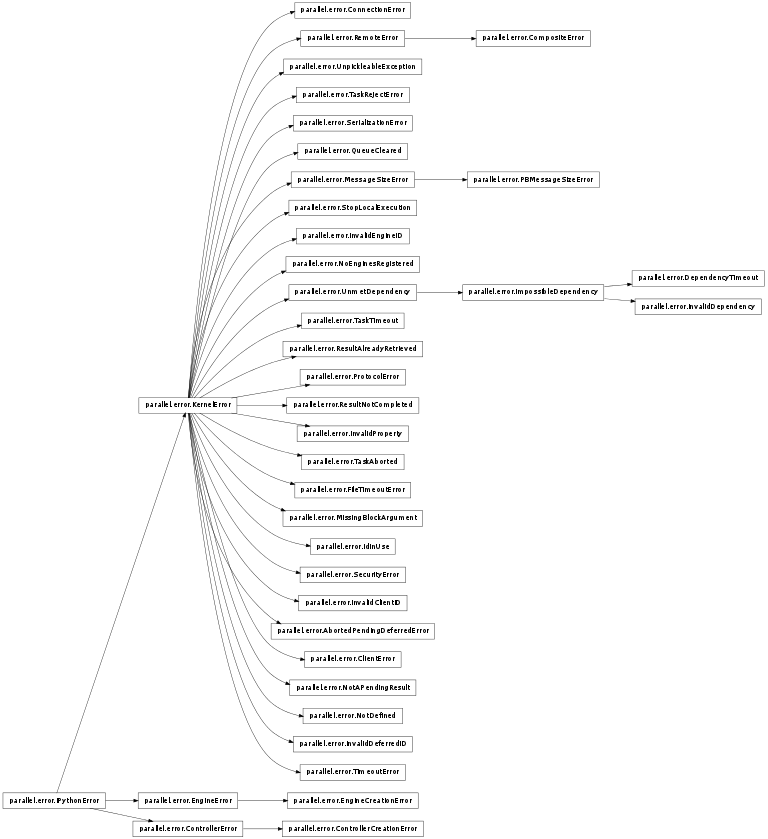 parallel.error.ConnectionError
parallel.error.RemoteError
parallel.error.CompositeError
parallel.error.UnpickleableException
parallel.error.TaskRejectError
parallel.error.SerializationError
parallel.error.QueueCleared
parallel.error.MessageSizeError
parallel.error.PBMessageSizeError
parallel.error.StopLocalExecution
parallel.error.InvalidEngineID
parallel.error.NoEnginesRegistered
parallel.error.DependencyTimeout
parallel.error.UnmetDependency
parallel.error.ImpossibleDependency
parallel.error.InvalidDependency
parallel.error.TaskTimeout
parallel.error.ResultAlreadyRetrieved
parallel.error.ProtocolError
parallel.error.KernelError
parallel.error.ResultNotCompleted
parallel.error.InvalidProperty
parallel.error.TaskAborted
parallel.error.FileTimeoutError
parallel.error.MissingBlockArgument
parallel.error.IdInUse
parallel.error.SecurityError
parallel.error.InvalidClientID
parallel.error.AbortedPendingDeferredError
parallel.error.ClientError
parallel.error.NotAPendingResult
parallel.error.NotDefined
parallel.error.InvalidDeferredID
parallel.error.TimeoutError
parallel.error.IPythonError
parallel.error.EngineError
parallel.error.EngineCreationError
parallel.error.ControllerError
parallel.error.ControllerCreationError